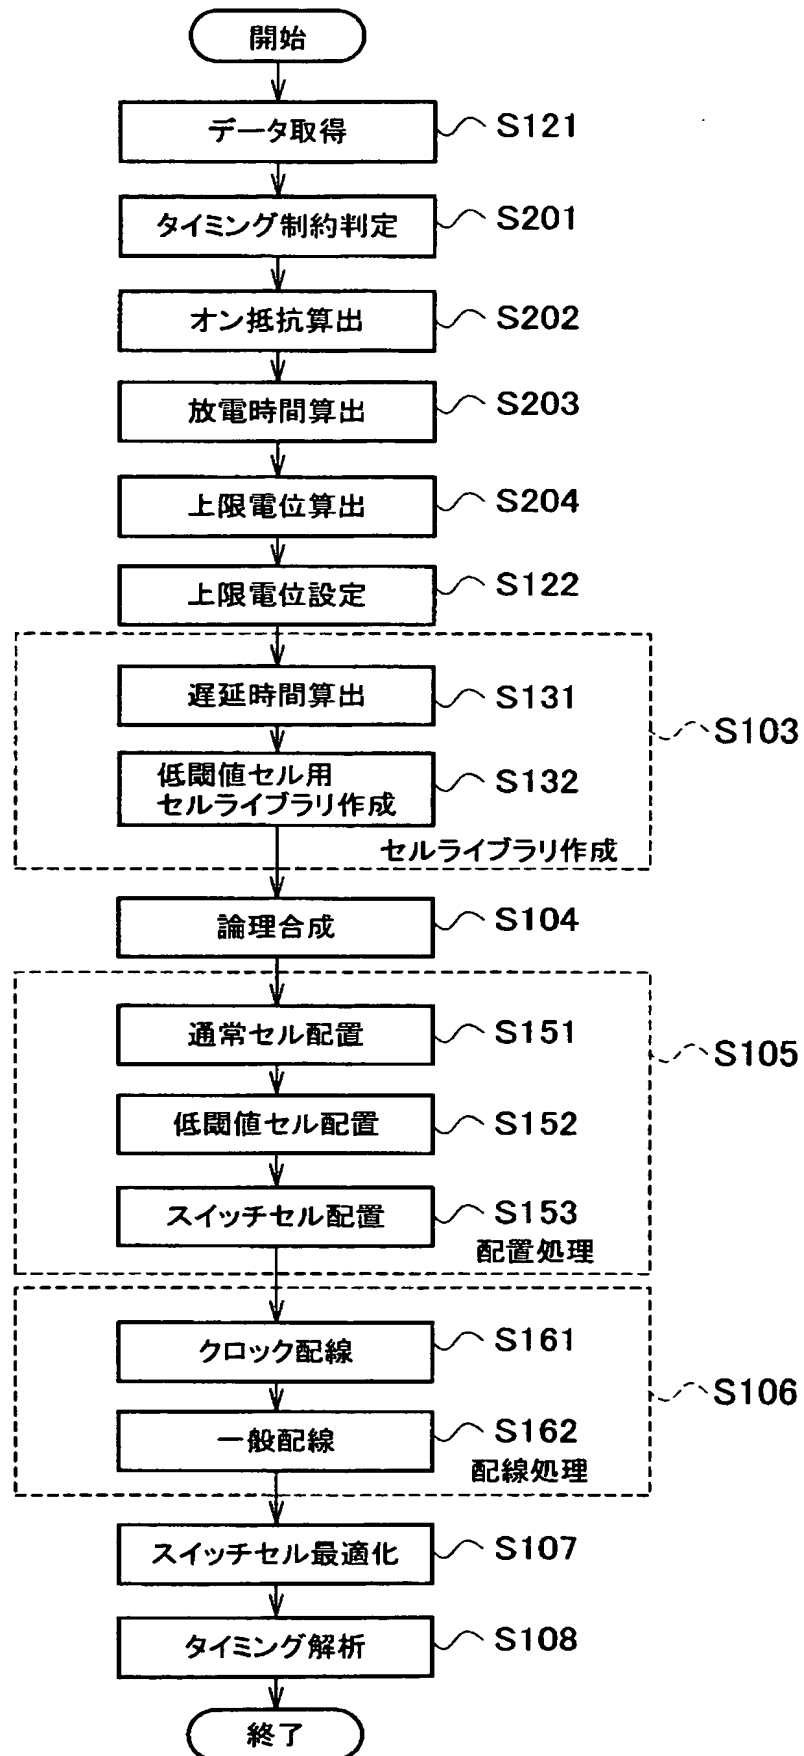 開始
データ取得
S121
タイミング制約判定
S201
オン抵抗算出
S202
放電時間算出
S203
上限電位算出
S204
上限電位設定
S122
遅延時間算出
S131
S103
低閾値セル用
セルライブラリ作成
S132
セルライブラリ作成
論理合成
S104
通常セル配置
S151
S105
低閾値セル配置
S152
スイッチセル配置
S153
配置処理
クロック配線
S161
S106
一般配線
S162
配線処理
スイッチセル最適化
S107
タイミング解析
S108
終了